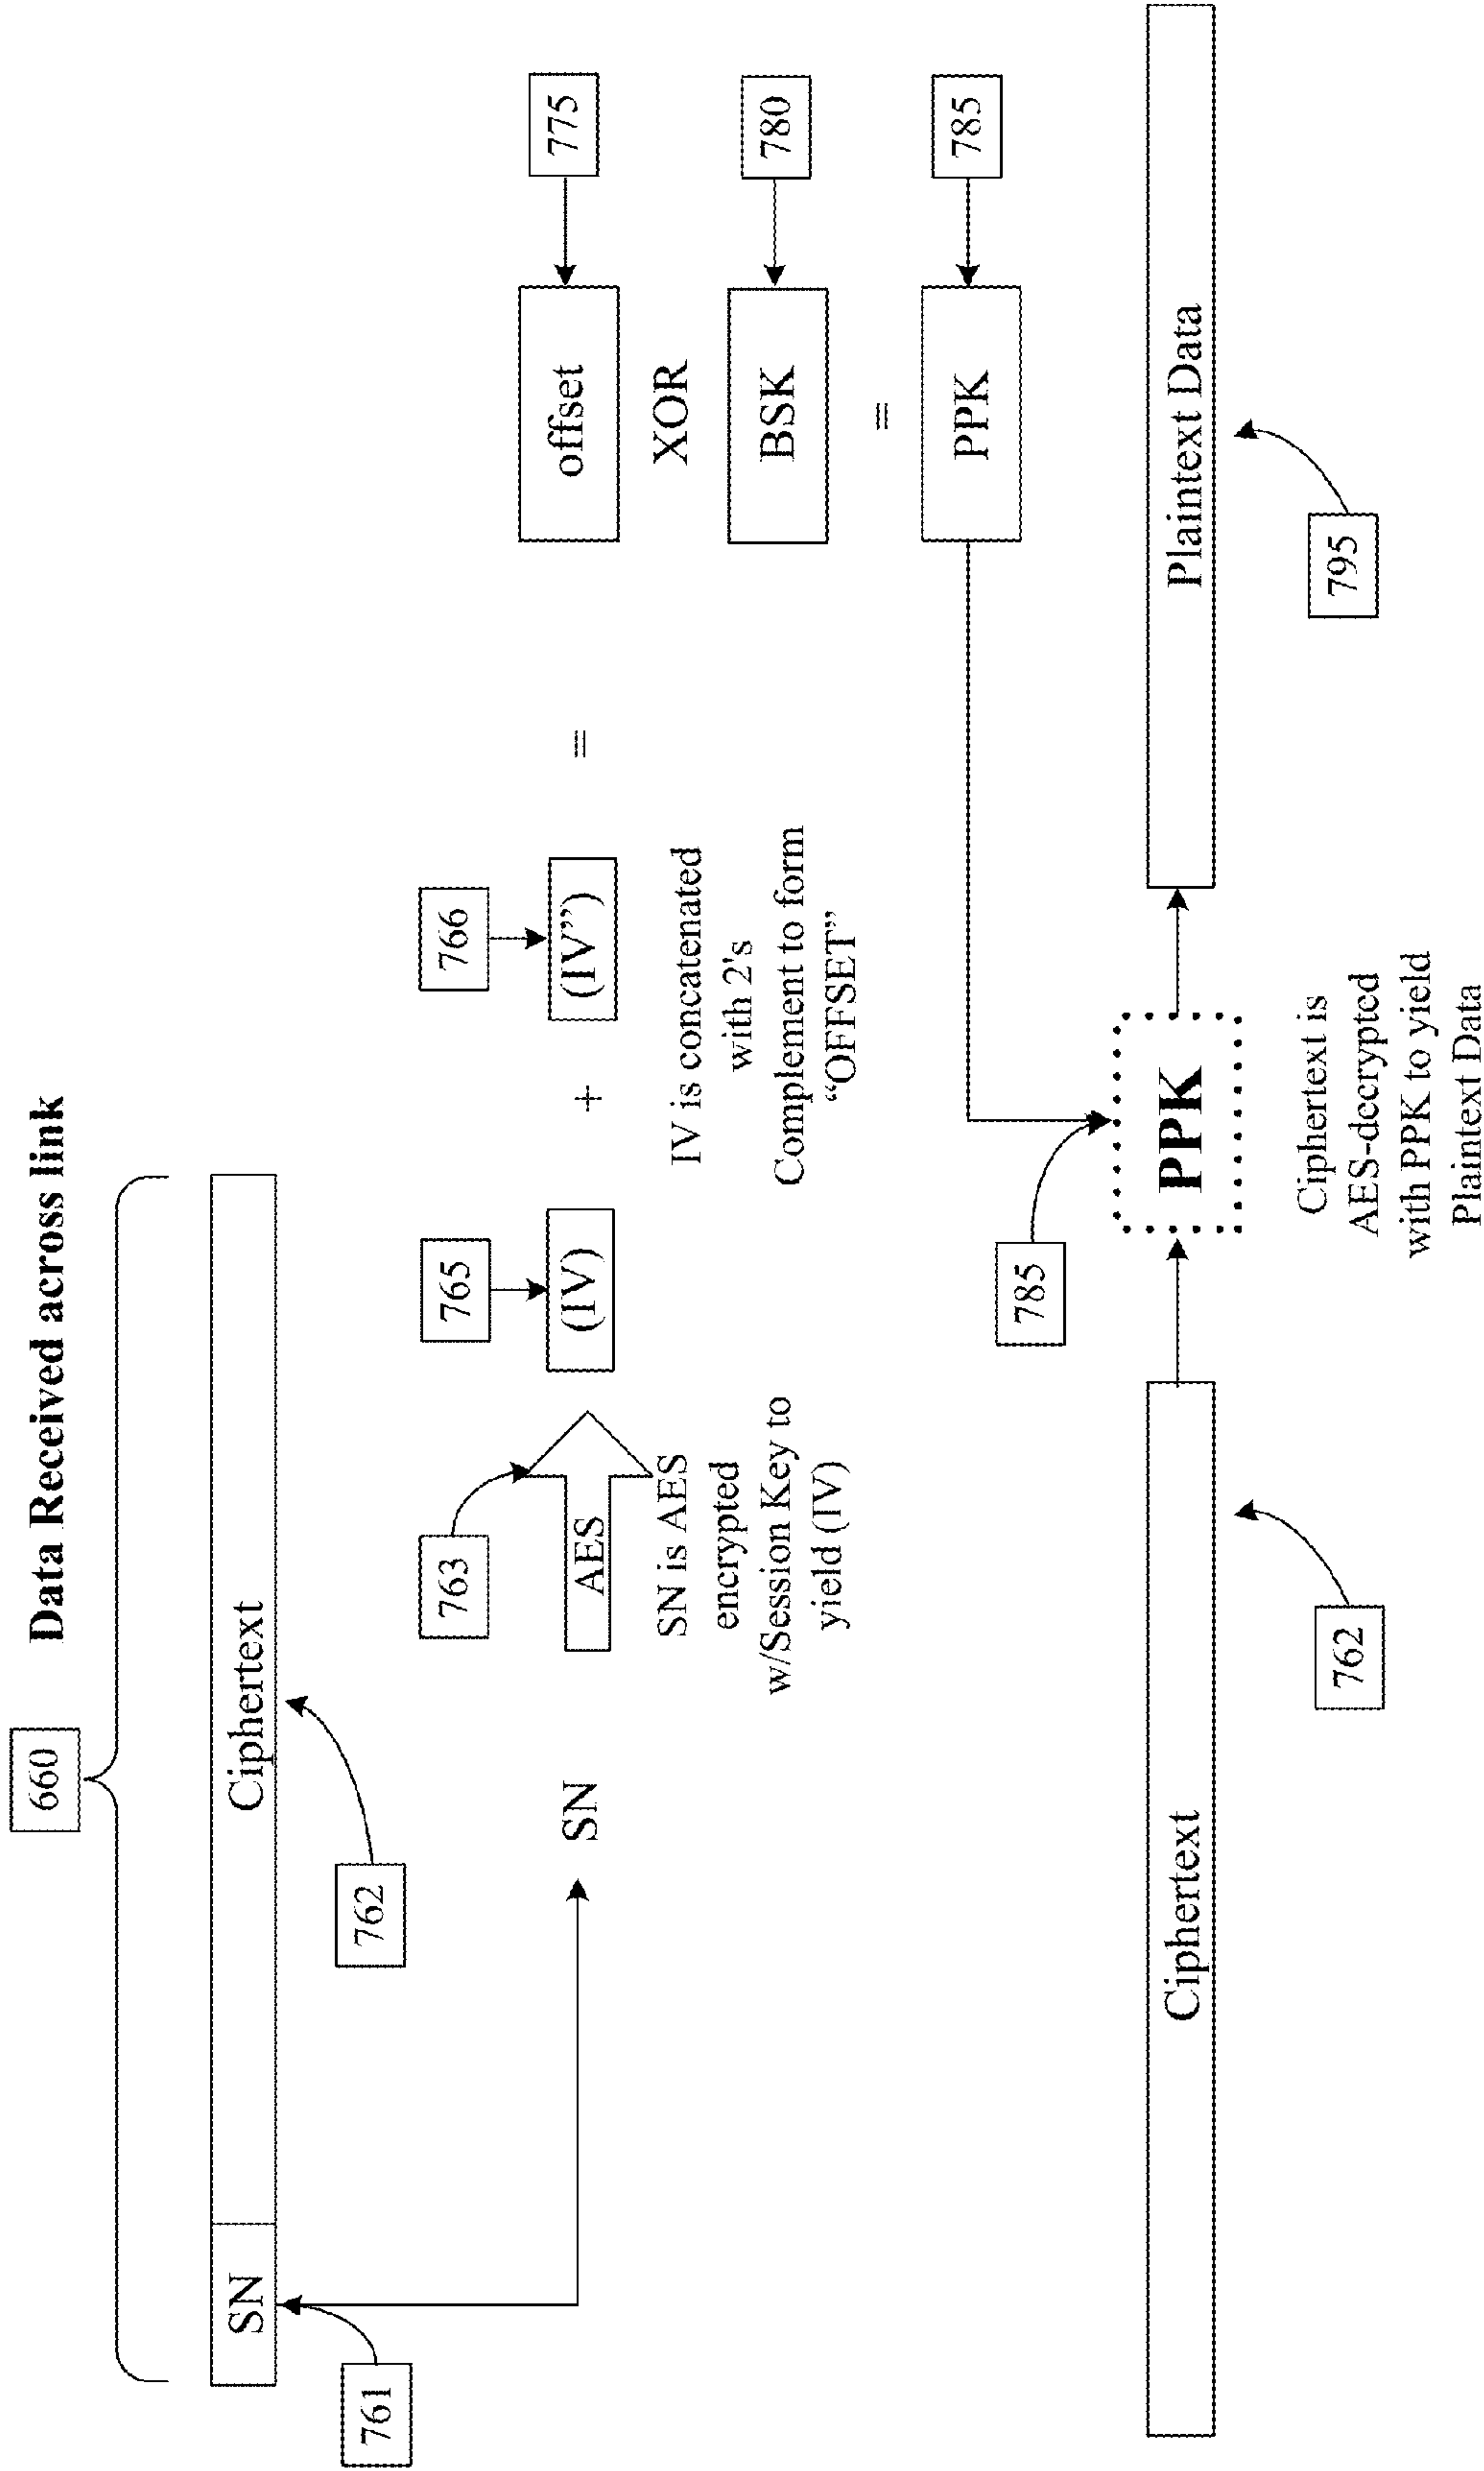 660
Data Received across link
SN
Ciphertext
761
762
SN
763
AES
SN is AES
encrypted
w/Session Key to
yield (IV)
765
(IV)
+
766
(IV")
IV is concatenated
with 2's
Complement to form
“OFFSET”
=
offset
775
XOR
BSK
780
=
PPK
785
Ciphertext
762
785
PPK
Ciphertext is
AES-decrypted
with PPK to yield
Plaintext Data
Plaintext Data
795